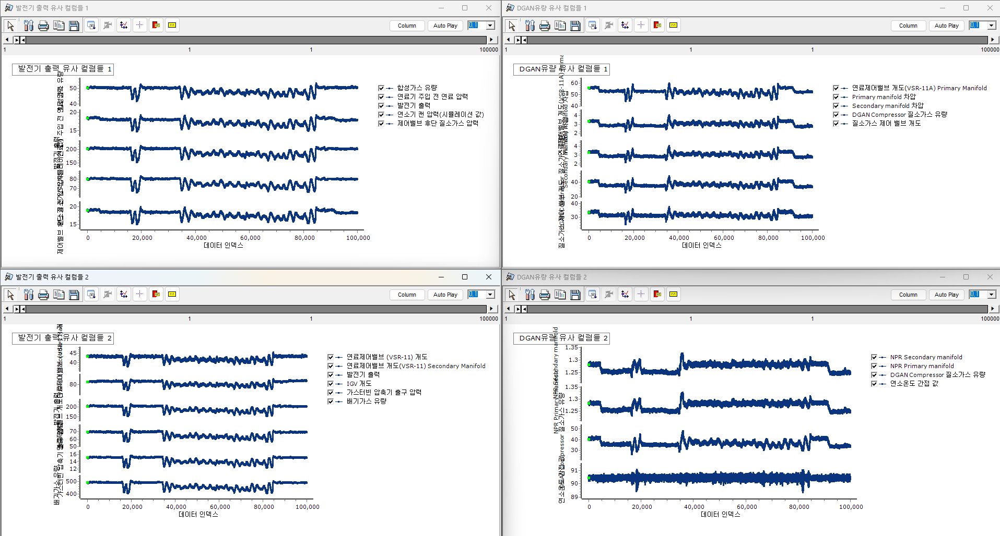 발전기 출력 유사 컬럼들 1
Column
Auto Play
0,1
1
1
1
100000
발전기 출력 유사 컬럼들 1
50
40
20
15
200
150
80
70
20
15
0
20,000
40,000
60,000
80,000
100,000
데이터 인덱스
합성가스 유량
연료기 주입 전 연료 압력
발전기 출력
연소기 캔 압력(시뮬레이션 값)
제어밸브 후단 질소가스 압력
DGAN유량 유사 컬럼들 1
Column
Auto Play
0,1
1
1
1
100000
DGAN유량 유사 컬럼들 1
60
50
40
4
3
2
4
3
2
40
20
40
30
20,000
40,000
60,000
80,000
100,000
0
데이터 인덱스
연료제어밸브 개도(VSR-11A) Primary Manifold
Primary manifold 차압
Secondary manifold 차압
DGAN Compressor 질소가스 유량
질소가스 제어 밸브 개도
발전기 출력 유사 컬럼들 2
Column
Auto Play
0,1
1
1
1
100000
발전기 출력 유사 컬럼들 2
45
40
80
200
150
70
60
50
16
14
12
500
400
0
20,000
40,000
60,000
80,000
100,000
데이터 인덱스
연료제어밸브 (VSR-11) 개도
연료제어밸브 개도(VSR-11) Secondary Manifold
발전기 출력
IGV 개도
가스터빈 압축기 출구 압력
배기가스 유량
DGAN유량 유사 컬럼들 2
Column
Auto Play
0,1
1
1
1
100000
DGAN유량 유사 컬럼들 2
1.35
1.3
1.25
1.35
1.3
1.25
50
40
30
91
90
89
0
20,000
40,000
60,000
80,000
100,000
데이터 인덱스
NPR Secondary manifold
NPR Primary manifold
DGAN Compressor 질소가스 유량
연소온도 간접 값